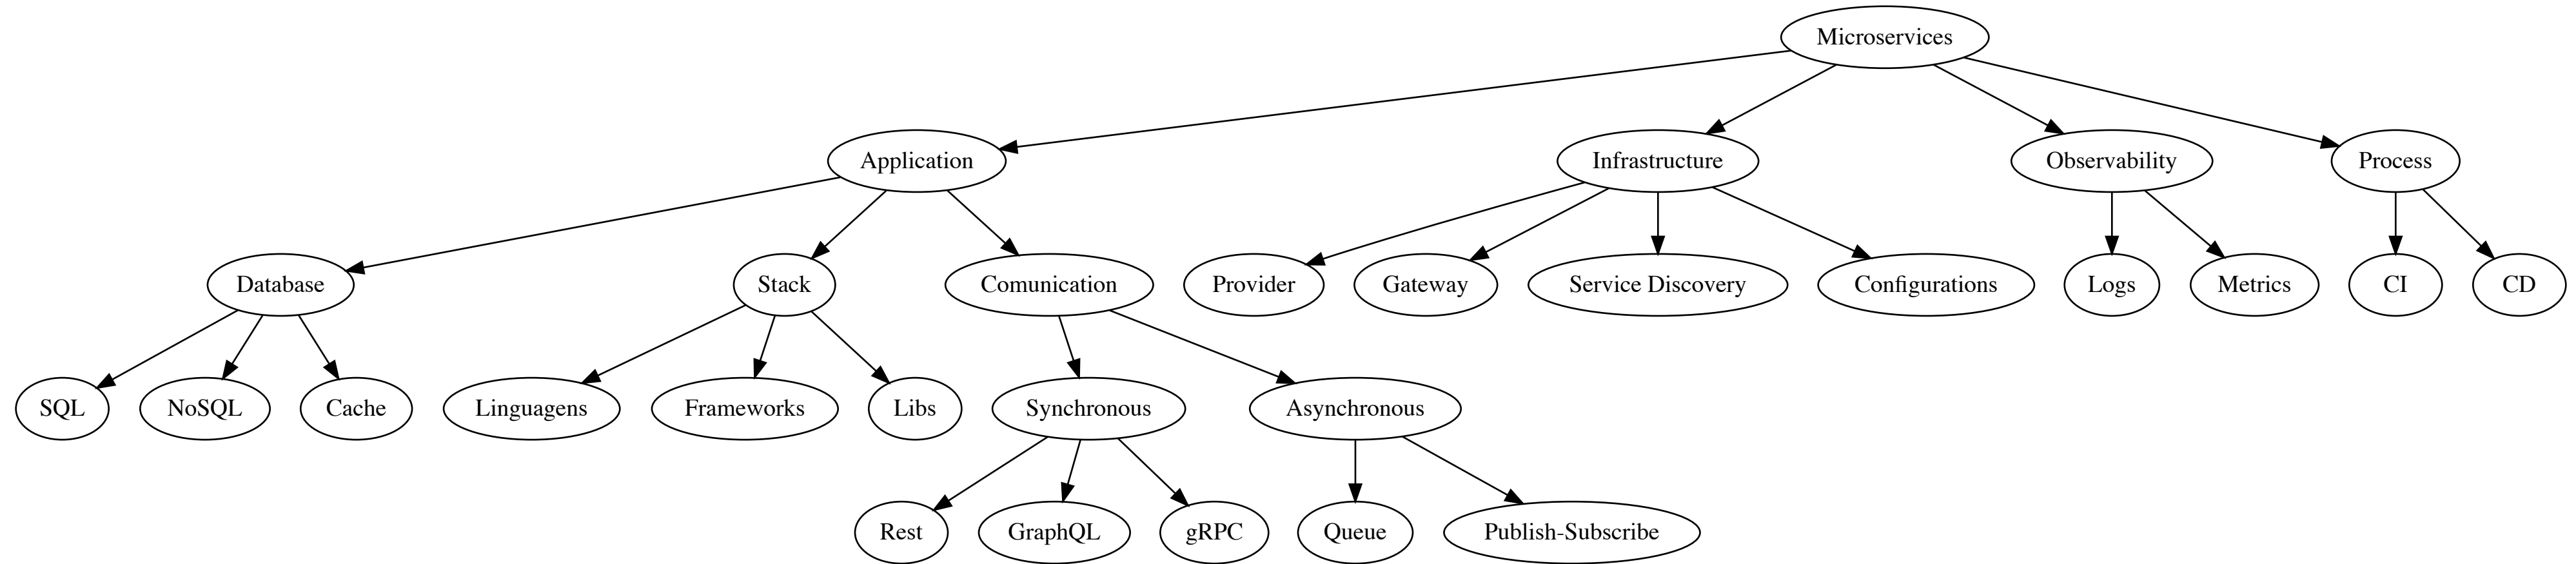 Microservices
Application
Infrastructure
Observability
Process
Database
Stack
Comunication
Provider
Gateway
Service Discovery
Configurations
Logs
Metrics
CI
CD
SQL
NoSQL
Cache
Linguagens
Frameworks
Libs
Synchronous
Asynchronous
Rest
GraphQL
gRPC
Queue
Publish-Subscribe